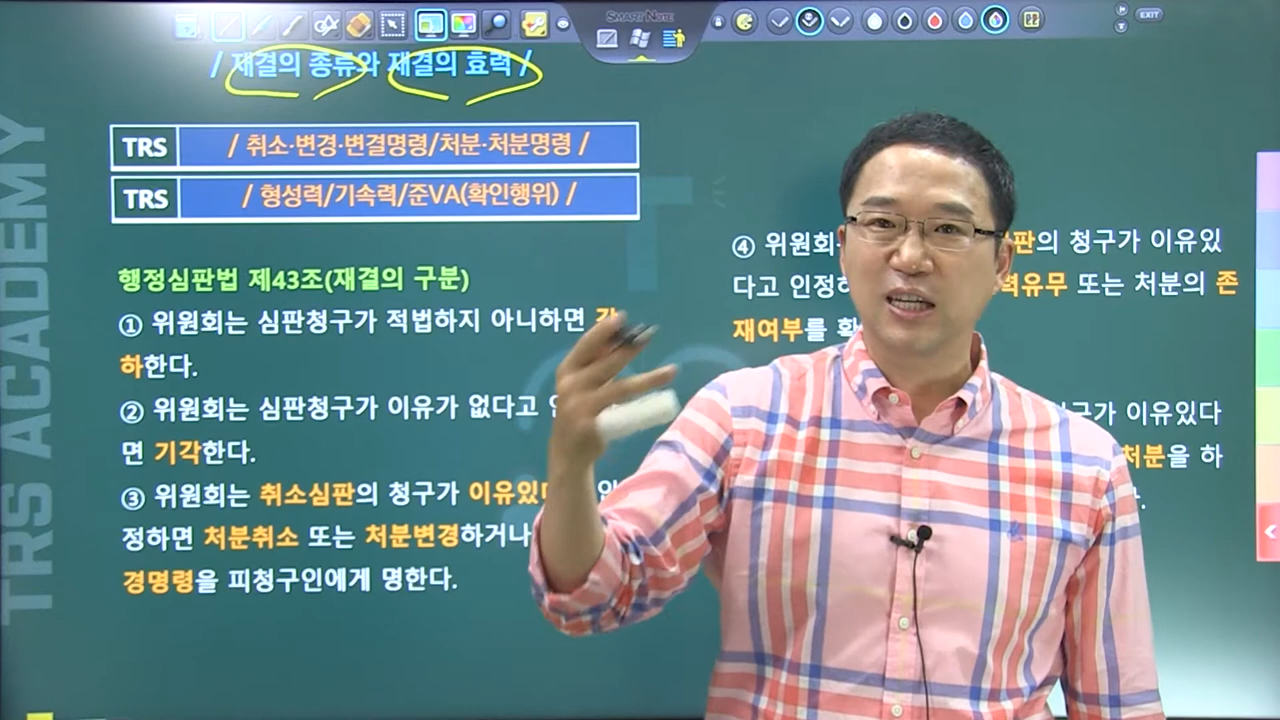 SMART NOTE
EXIT
/ 재결의 종류와 재결의 효력 /
TRS / 취소·변경·변결명령/처분·처분명령 /
TRS / 형성력/기속력/준VA(확인행위) /
행정심판법 제43조(재결의 구분)
① 위원회는 심판청구가 적법하지 아니하면
하한다.
② 위원회는 심판청구가 이유가 없다고
면 기각한다.
③ 위원회는 취소심판의 청구가 이유있
정하면 처분취소 또는 처분변경하거나
경명령을 피청구인에게 명한다.
④ 위원회 판의 청구가 이유있
다고 인정 력유무 또는 처분의 존
재여부를
구가 이유있다
처분을 하
TRS ACADEMY